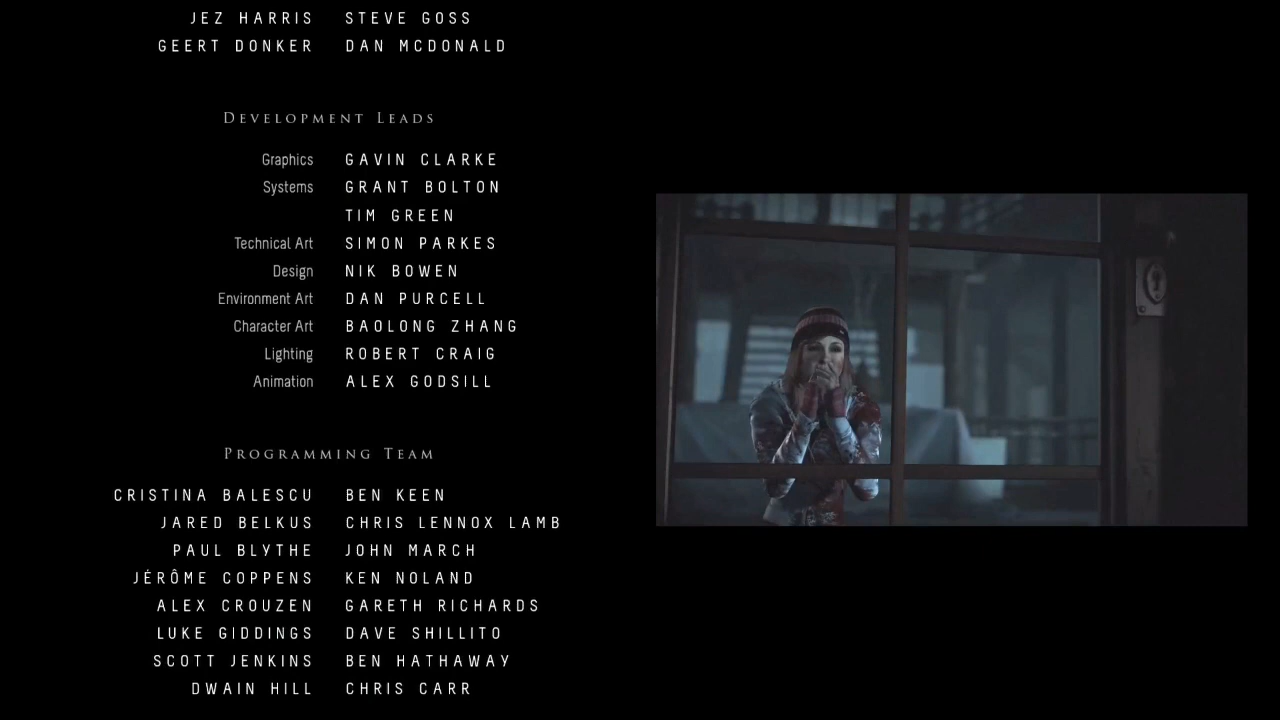 JEZ HARRIS STEVE GOSS
GEERT DONKER DAN MCDONALD
Development Leads
Graphics GAVIN CLARKE
Systems GRANT BOLTON
TIM GREEN
Technical Art SIMON PARKES
Design NIK BOWEN
Environment Art DAN PURCELL
Character Art BAOLONG ZHANG
Lighting ROBERT CRAIG
Animation ALEX GODSILL
Programming Team
CRISTINA BALESCU BEN KEEN
JARED BELKUS CHRIS LENNOX LAMB
PAUL BLYTHE JOHN MARCH
JÉRÔME COPPENS KEN NOLAND
ALEX CROUZEN GARETH RICHARDS
LUKE GIDDINGS DAVE SHILLITO
SCOTT JENKINS BEN HATHAWAY
DWAIN HILL CHRIS CARR